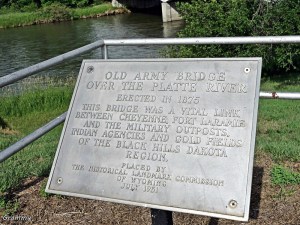 OLD ARMY BRIDGE
OVER THE PLATTE RIVER
ERECTED IN 1875
THIS BRIDGE WAS A VITAL LINK
BETWEEN CHEYENNE, FORT LARAMIE
AND THE MILITARY OUTPOSTS,
INDIAN AGENCIES AND GOLD FIELDS
OF THE BLACK HILLS DAKOTA
REGION.
PLACED BY
THE HISTORICAL LANDMARK COMMISSION
OF WYOMING
JULY 1951